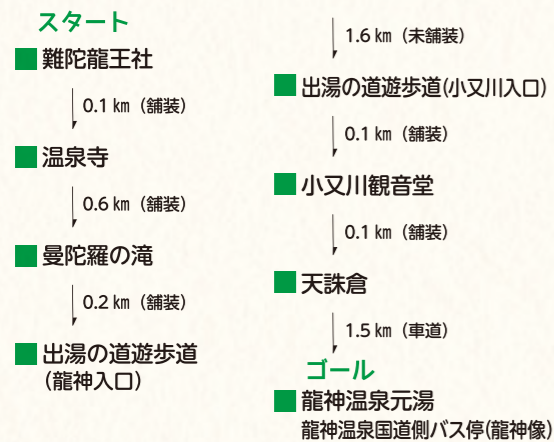 スタート
難陀龍王社
0.1 ㎞（舗装）
温泉寺
0.6 ㎞（舗装）
曼陀羅の滝
0.2 ㎞（舗装）
出湯の道遊歩道
(龍神入口)
1.6 ㎞（未舗装）
出湯の道遊歩道(小又川入口)
0.1 ㎞（舗装）
小又川観音堂
0.1 ㎞（舗装）
天誅倉
1.5 ㎞（車道）
ゴール
龍神温泉元湯
龍神温泉国道側バス停(龍神像)